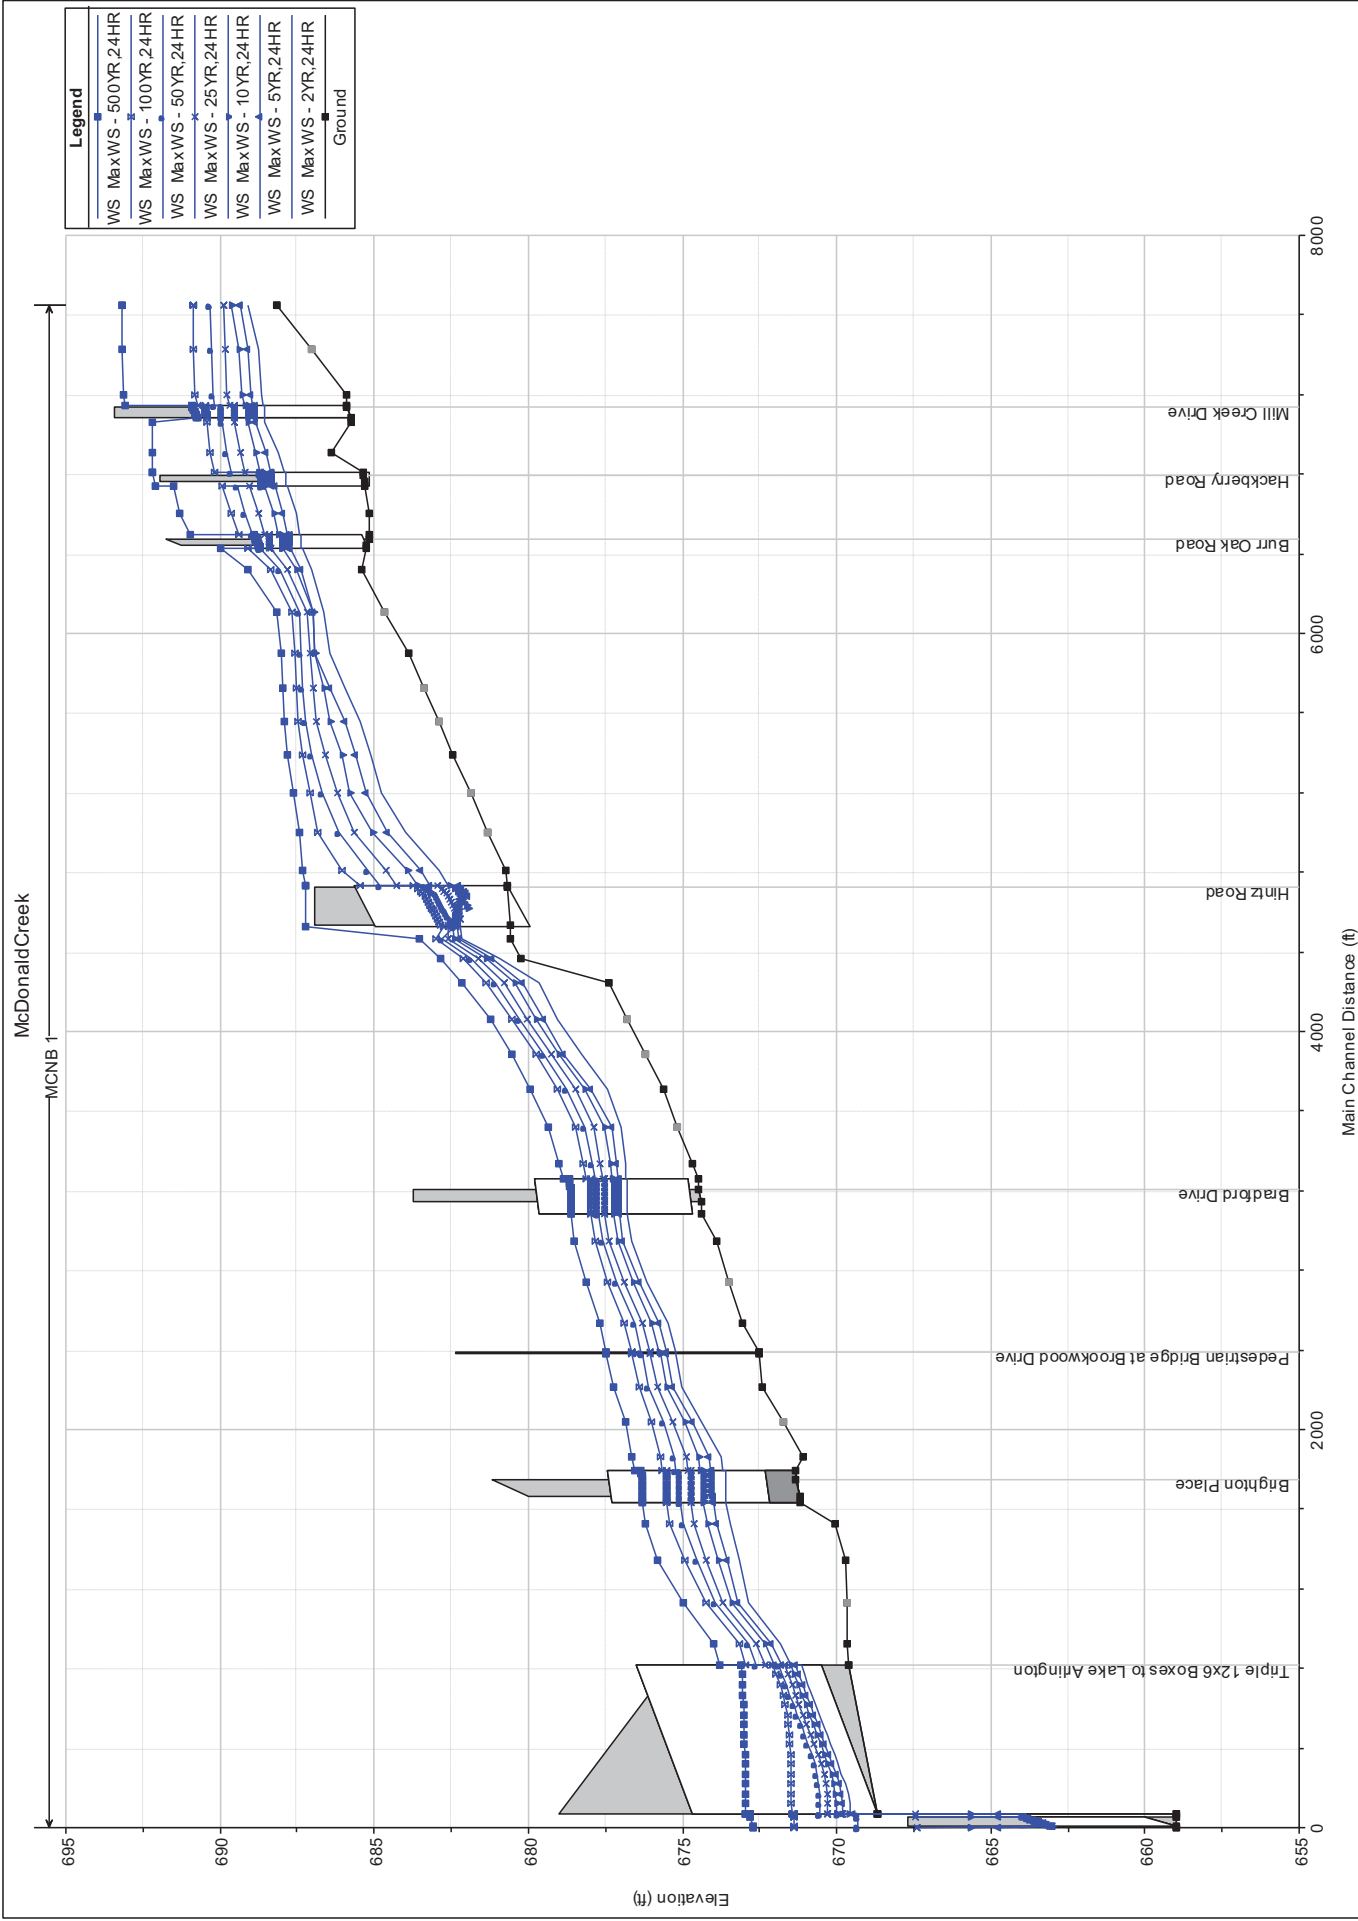 McDonaldCreek
MCNB 1
Legend
WS MaxWS - 500YR,24HR
WS MaxWS - 100YR,24HR
WS MaxWS - 50YR,24HR
WS MaxWS - 25YR,24HR
WS MaxWS - 10YR,24HR
WS MaxWS - 5YR,24HR
WS MaxWS - 2YR,24HR
Ground
695
690
685
680
675
670
665
660
655
Elevation (ft)
Triple 12x6 Boxes to Lake Arlington
Brighton Place
Pedestrian Bridge at Brookwood Drive
Bradford Drive
Hintz Road
Burr Oak Road
Hackberry Road
Mill Creek Drive
0
2000
4000
6000
8000
Main Channel Distance (ft)